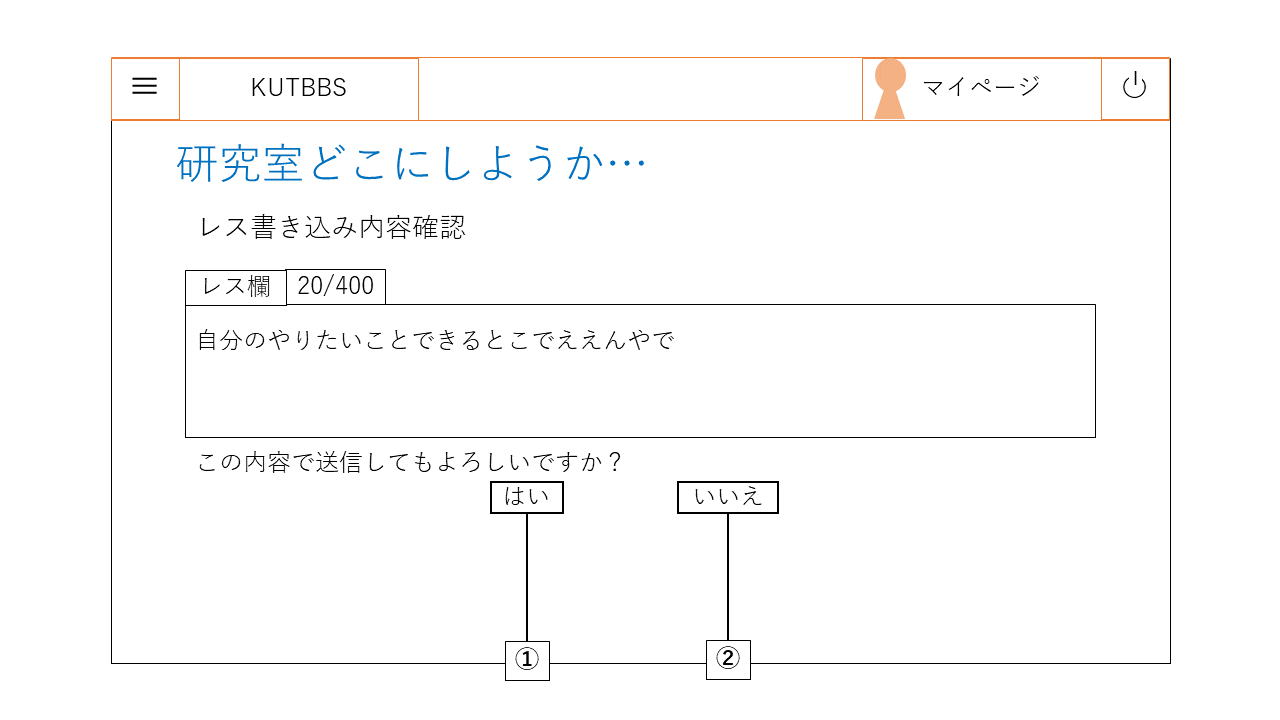 KUTBBS マイページ
研究室どこにしようか…
レス書き込み内容確認
レス欄 20/400
自分のやりたいことできるとこでええんやで
この内容で送信してもよろしいですか？
はい いいえ
① ②